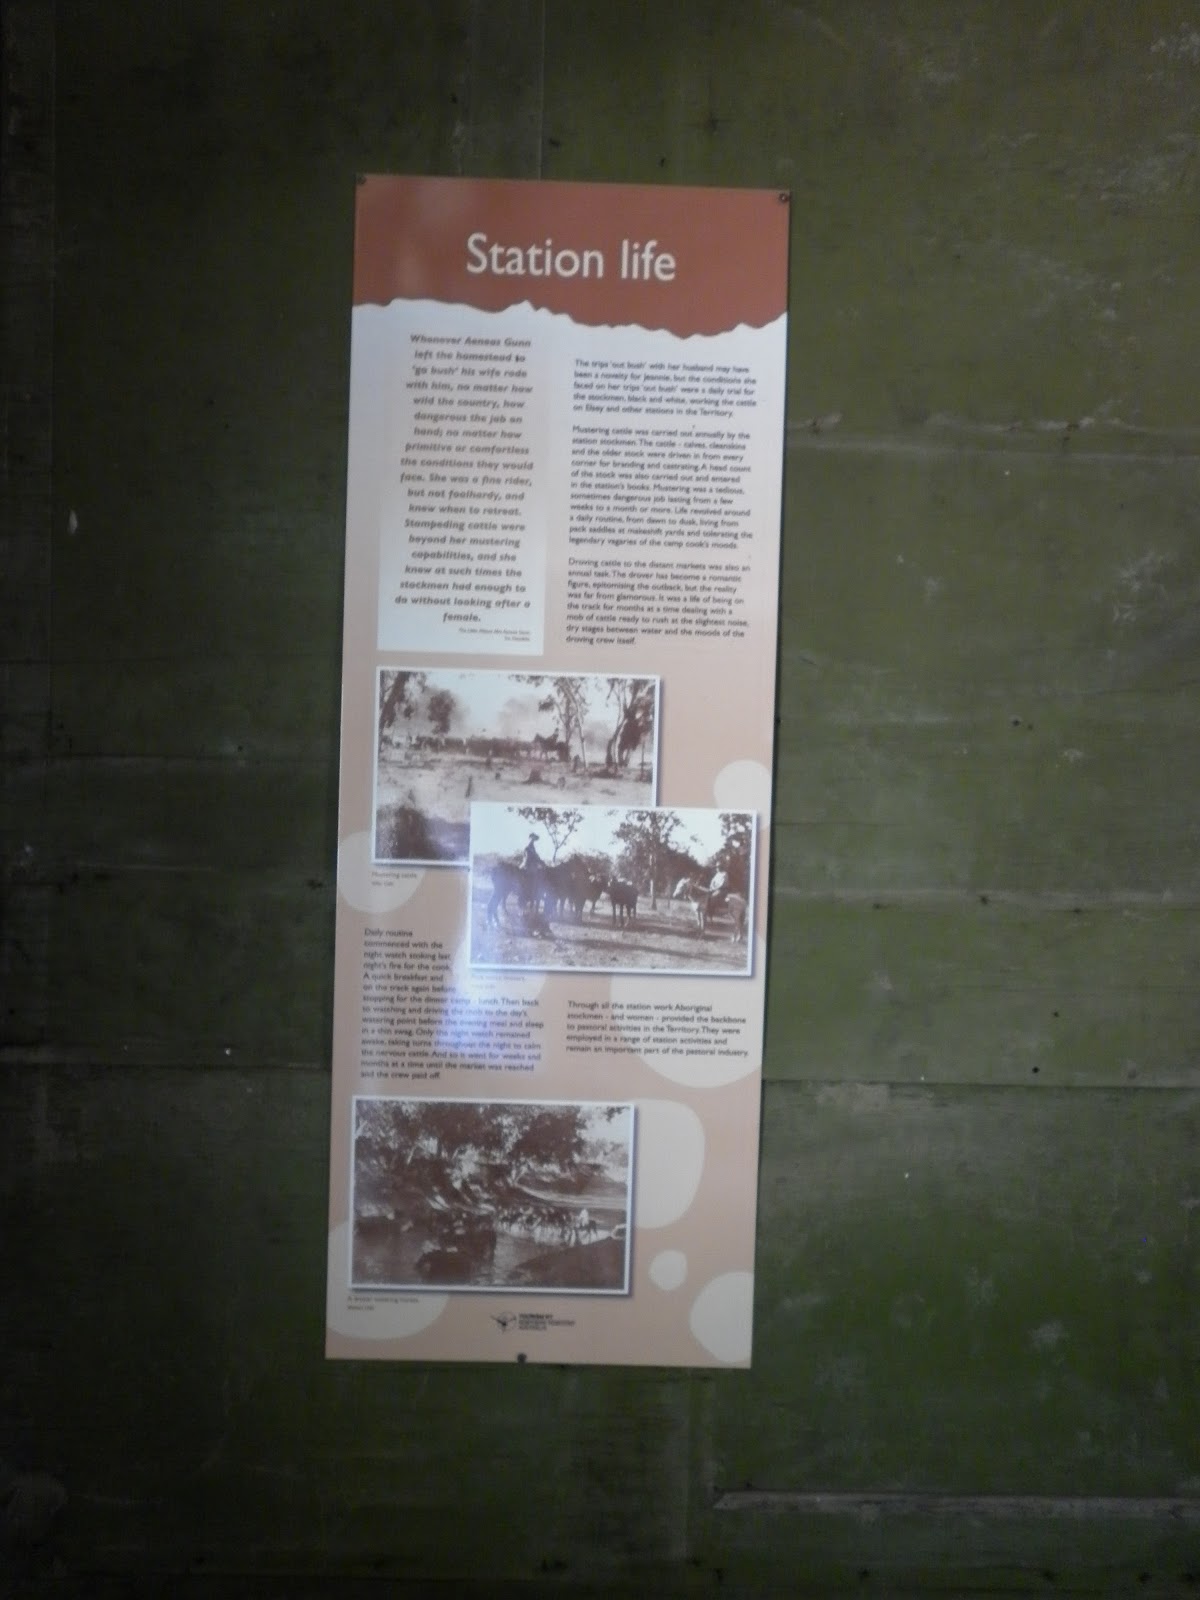 Station life
Whenever Aeneas Gunn
left the homestead to
'go bush' his wife rode
with him, no matter how
wild the country, how
dangerous the job on
hand; no matter how
primitive or comfortless
the conditions they would
face. She was a fine rider,
but not foolhardy, and
knew when to retreat.
Stampeding cattle were
beyond her mustering
capabilities, and she
knew at such times the
stockmen had enough to
do without looking after a
female.
The trips 'out bush' with her husband may have
been a novelty for Jeannie, but the conditions she
faced on her trips 'out bush' were a daily trial for
the stockmen, black and white, working the cattle
on Elsey and other stations in the Territory.
Mustering cattle was carried out annually by the
station stockmen. The cattle - calves, cleanskins
and the older stock were driven in from every
corner for branding and castrating. A head count
of the stock was also carried out and entered
in the station's books. Mustering was a tedious,
sometimes dangerous job lasting from a few
weeks to a month or more. Life revolved around
a daily routine, from dawn to dusk, living from
pack saddles at makeshift yards and tolerating the
legendary vagaries of the camp cook's moods.
Droving cattle to the distant markets was also an
annual task. The drover has become a romantic
figure, epitomising the outback, but the reality
was far from glamorous. It was a life of being on
the track for months at a time dealing with a
mob of cattle ready to rush at the slightest noise,
dry stages between water and the moods of the
droving crew itself.
Mustering cattle
Daily routine
commenced with the
night watch stoking last
night's fire for the cook.
A quick breakfast and
on the track again before
stopping for the dinner camp - lunch. Then back
to watching and driving the mob to the day's
watering point before the evening meal and sleep
in a thin swag. Only the night watch remained
awake, taking turns throughout the night to calm
the nervous cattle. And so it went for weeks and
months at a time until the market was reached
and the crew paid off.
Through all the station work Aboriginal
stockmen - and women - provided the backbone
to pastoral activities in the Territory. They were
employed in a range of station activities and
remain an important part of the pastoral industry.
A drover watering horses
TOURISM NT
NORTHERN TERRITORY
AUSTRALIA